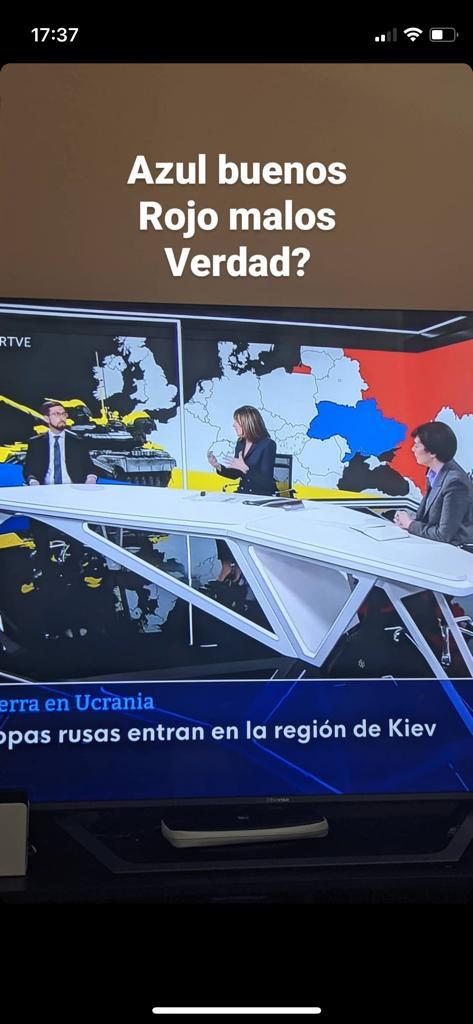 17:37
Azul buenos
Rojo malos
Verdad?
RTVE
erra en Ucrania
opas rusas entran en la región de Kiev
Hisense